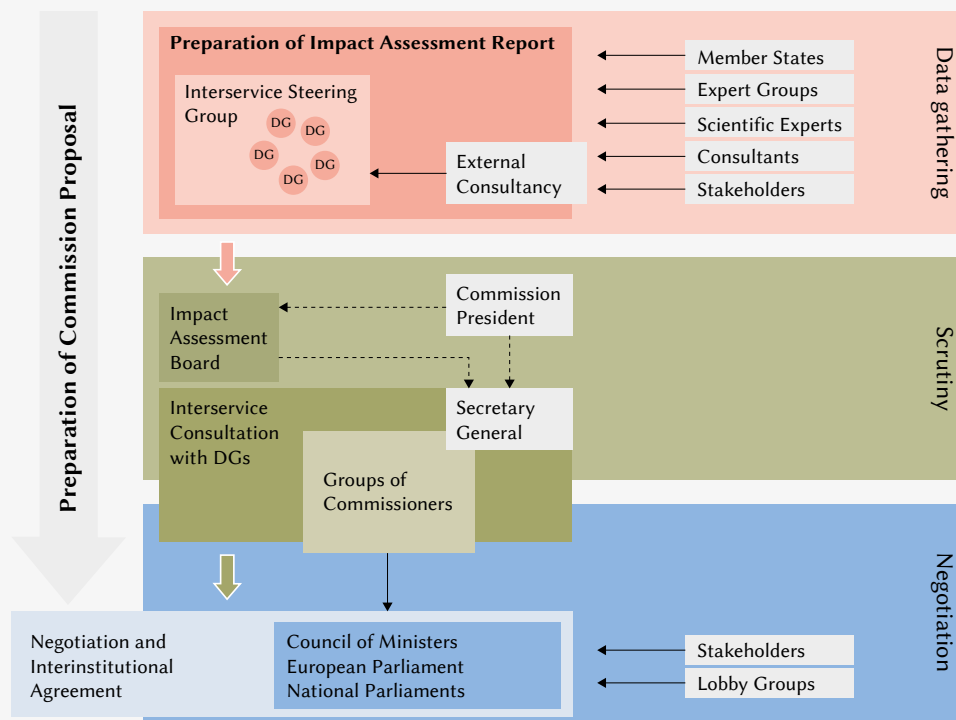 Preparation of Commission Proposal
Preparation of Impact Assessment Report
Interservice Steering
Group
DG
DG
DG
DG
DG
External
Consultancy
Member States
Expert Groups
Scientific Experts
Consultants
Stakeholders
Data gathering
Impact
Assessment
Board
Commission
President
Secretary
General
Interservice
Consultation
with DGs
Groups of
Commissioners
Scrutiny
Negotiation and
Interinstitutional
Agreement
Council of Ministers
European Parliament
National Parliaments
Stakeholders
Lobby Groups
Negotiation